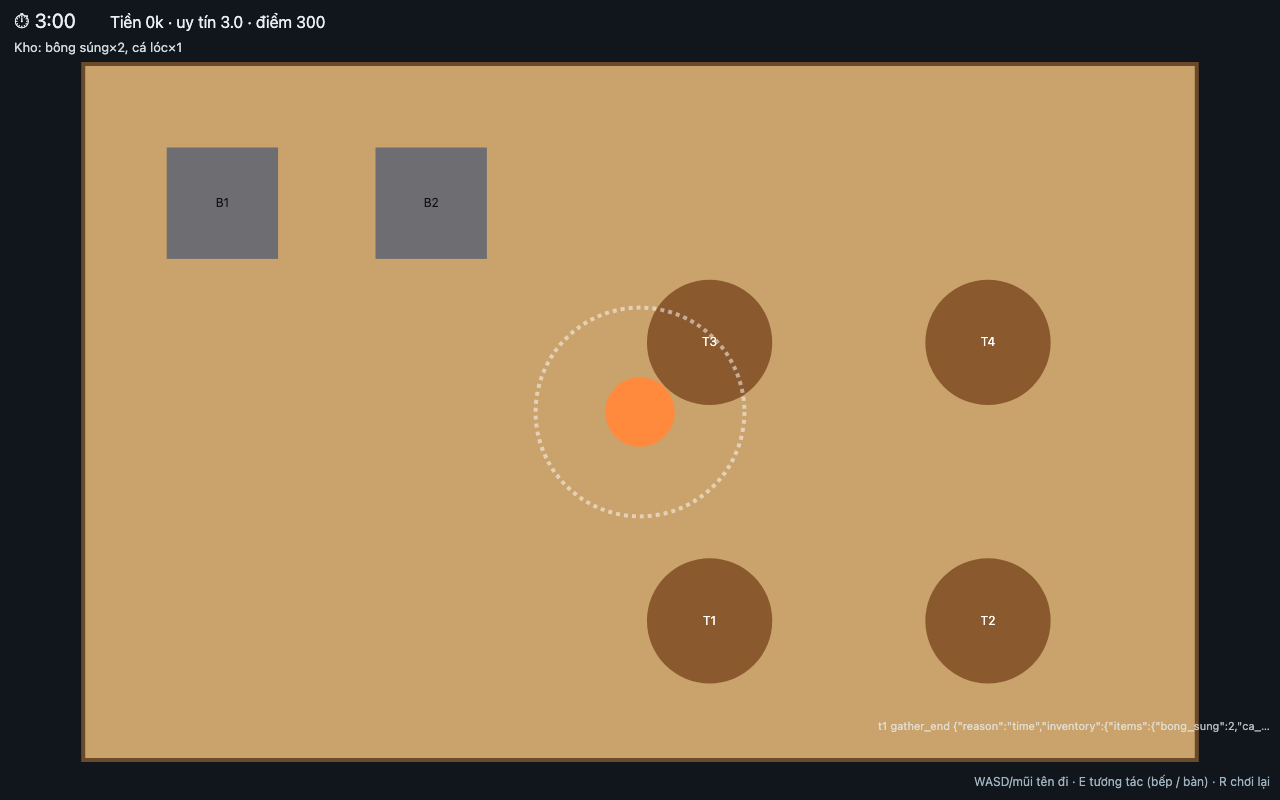 ⏱ 3:00 Tiền 0k · uy tín 3.0 · điểm 300
Kho: bông súng×2, cá lóc×1
B1
B2
T3
T4
T1
T2
t1 gather_end {"reason":"time","inventory":{"items":{"bong_sung":2,"ca_...
WASD/mũi tên đi · E tương tác (bếp / bàn) · R chơi lại